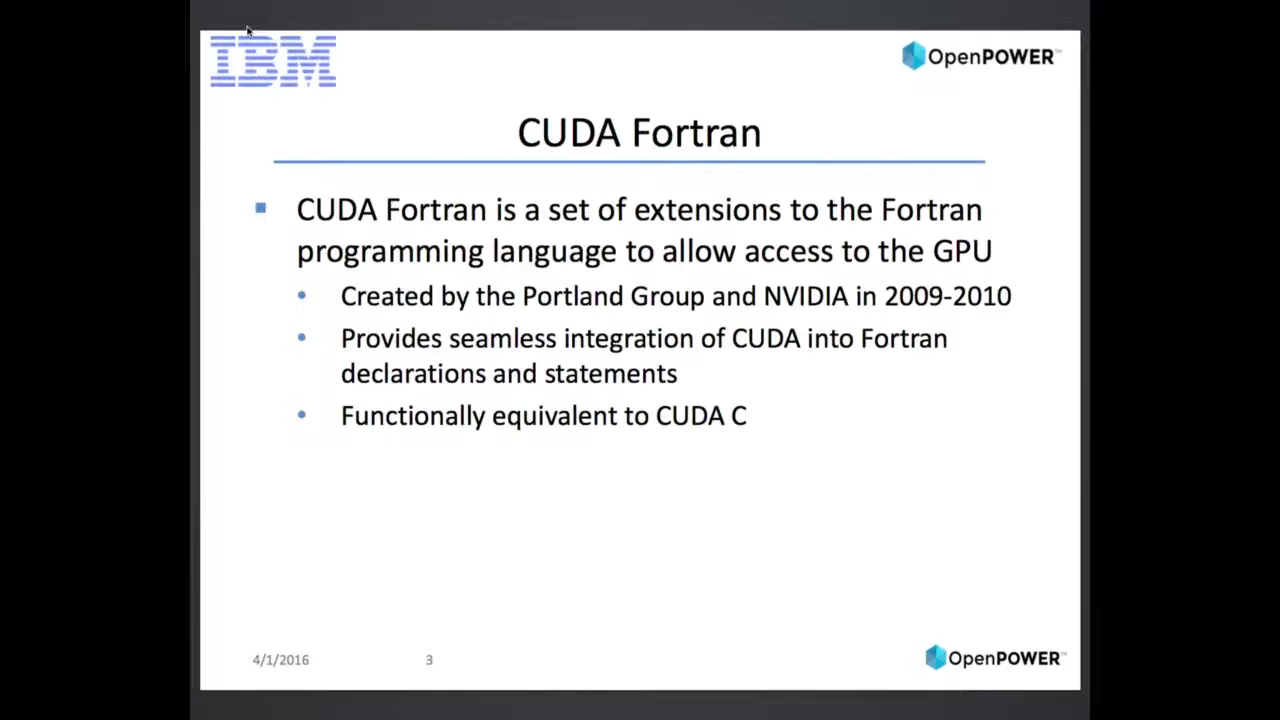 IBM
OpenPOWER™
CUDA Fortran
▪ CUDA Fortran is a set of extensions to the Fortran
programming language to allow access to the GPU
• Created by the Portland Group and NVIDIA in 2009-2010
• Provides seamless integration of CUDA into Fortran
declarations and statements
• Functionally equivalent to CUDA C
4/1/2016 3
OpenPOWER™